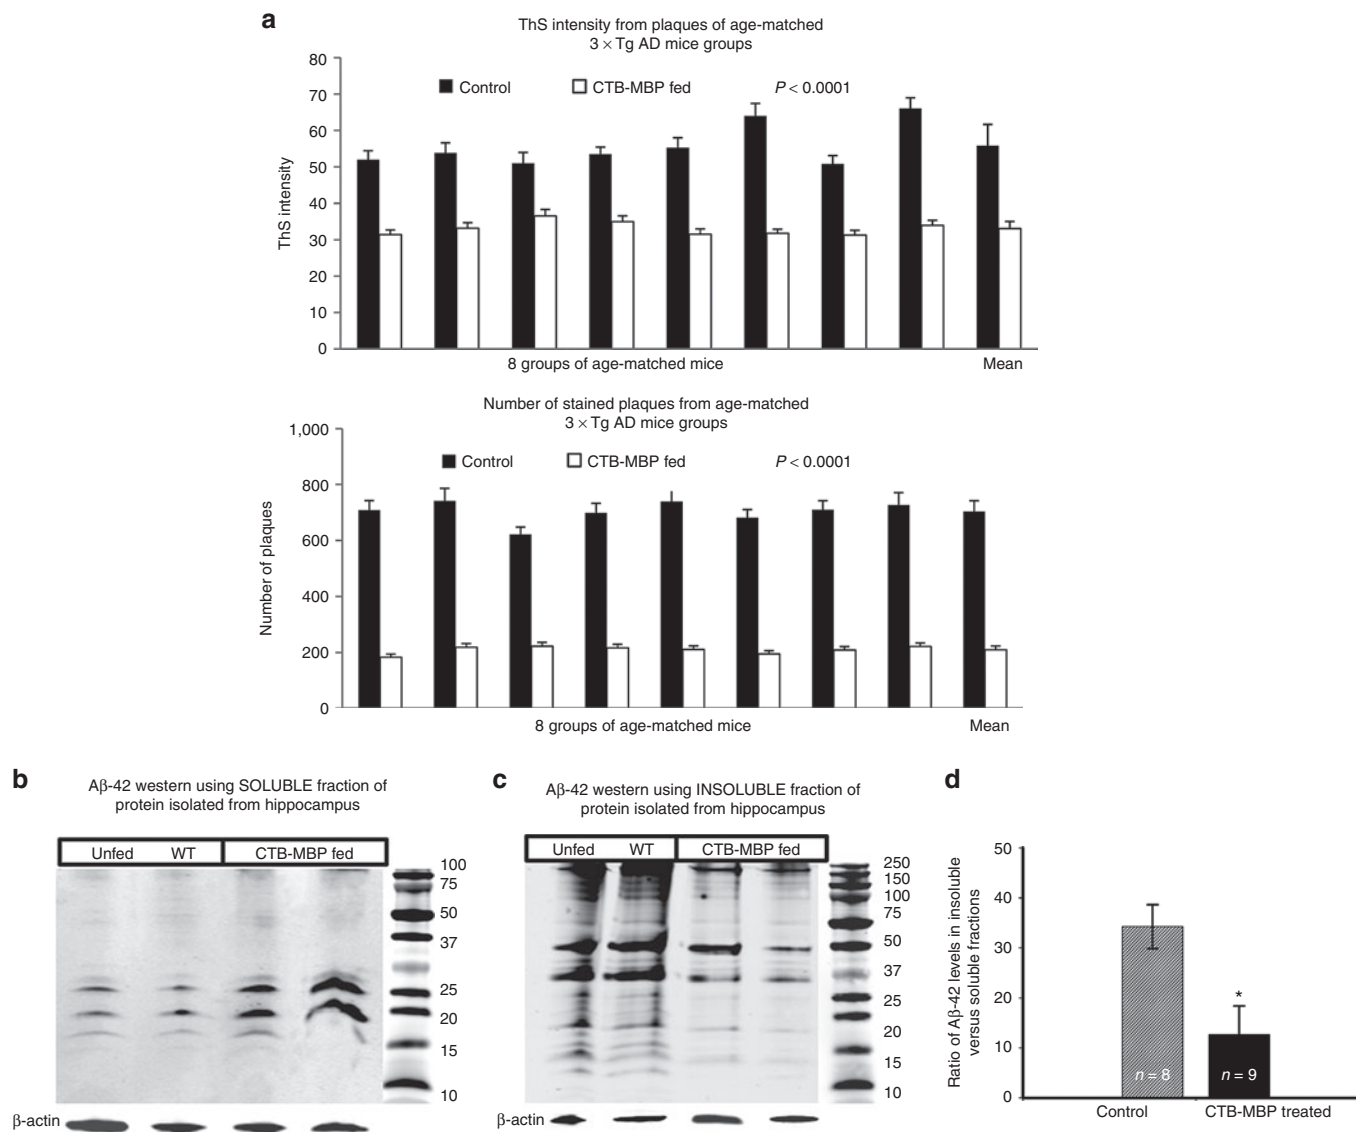 a
ThS intensity from plaques of age-matched
3 × Tg AD mice groups
Control
CTB-MBP fed
P < 0.0001
ThS intensity
80
70
60
50
40
30
20
10
0
8 groups of age-matched mice
Mean
Number of stained plaques from age-matched
3 × Tg AD mice groups
Control
CTB-MBP fed
P < 0.0001
Number of plaques
1,000
800
600
400
200
0
8 groups of age-matched mice
Mean
b
Aβ-42 western using SOLUBLE fraction of
protein isolated from hippocampus
Unfed
WT
CTB-MBP fed
100
75
50
37
25
20
15
10
β-actin
c
Aβ-42 western using INSOLUBLE fraction of
protein isolated from hippocampus
Unfed
WT
CTB-MBP fed
250
150
100
75
50
37
25
20
15
10
β-actin
d
Ratio of Aβ-42 levels in insoluble
versus soluble fractions
50
40
30
20
10
0
*
n = 8
n = 9
Control
CTB-MBP treated